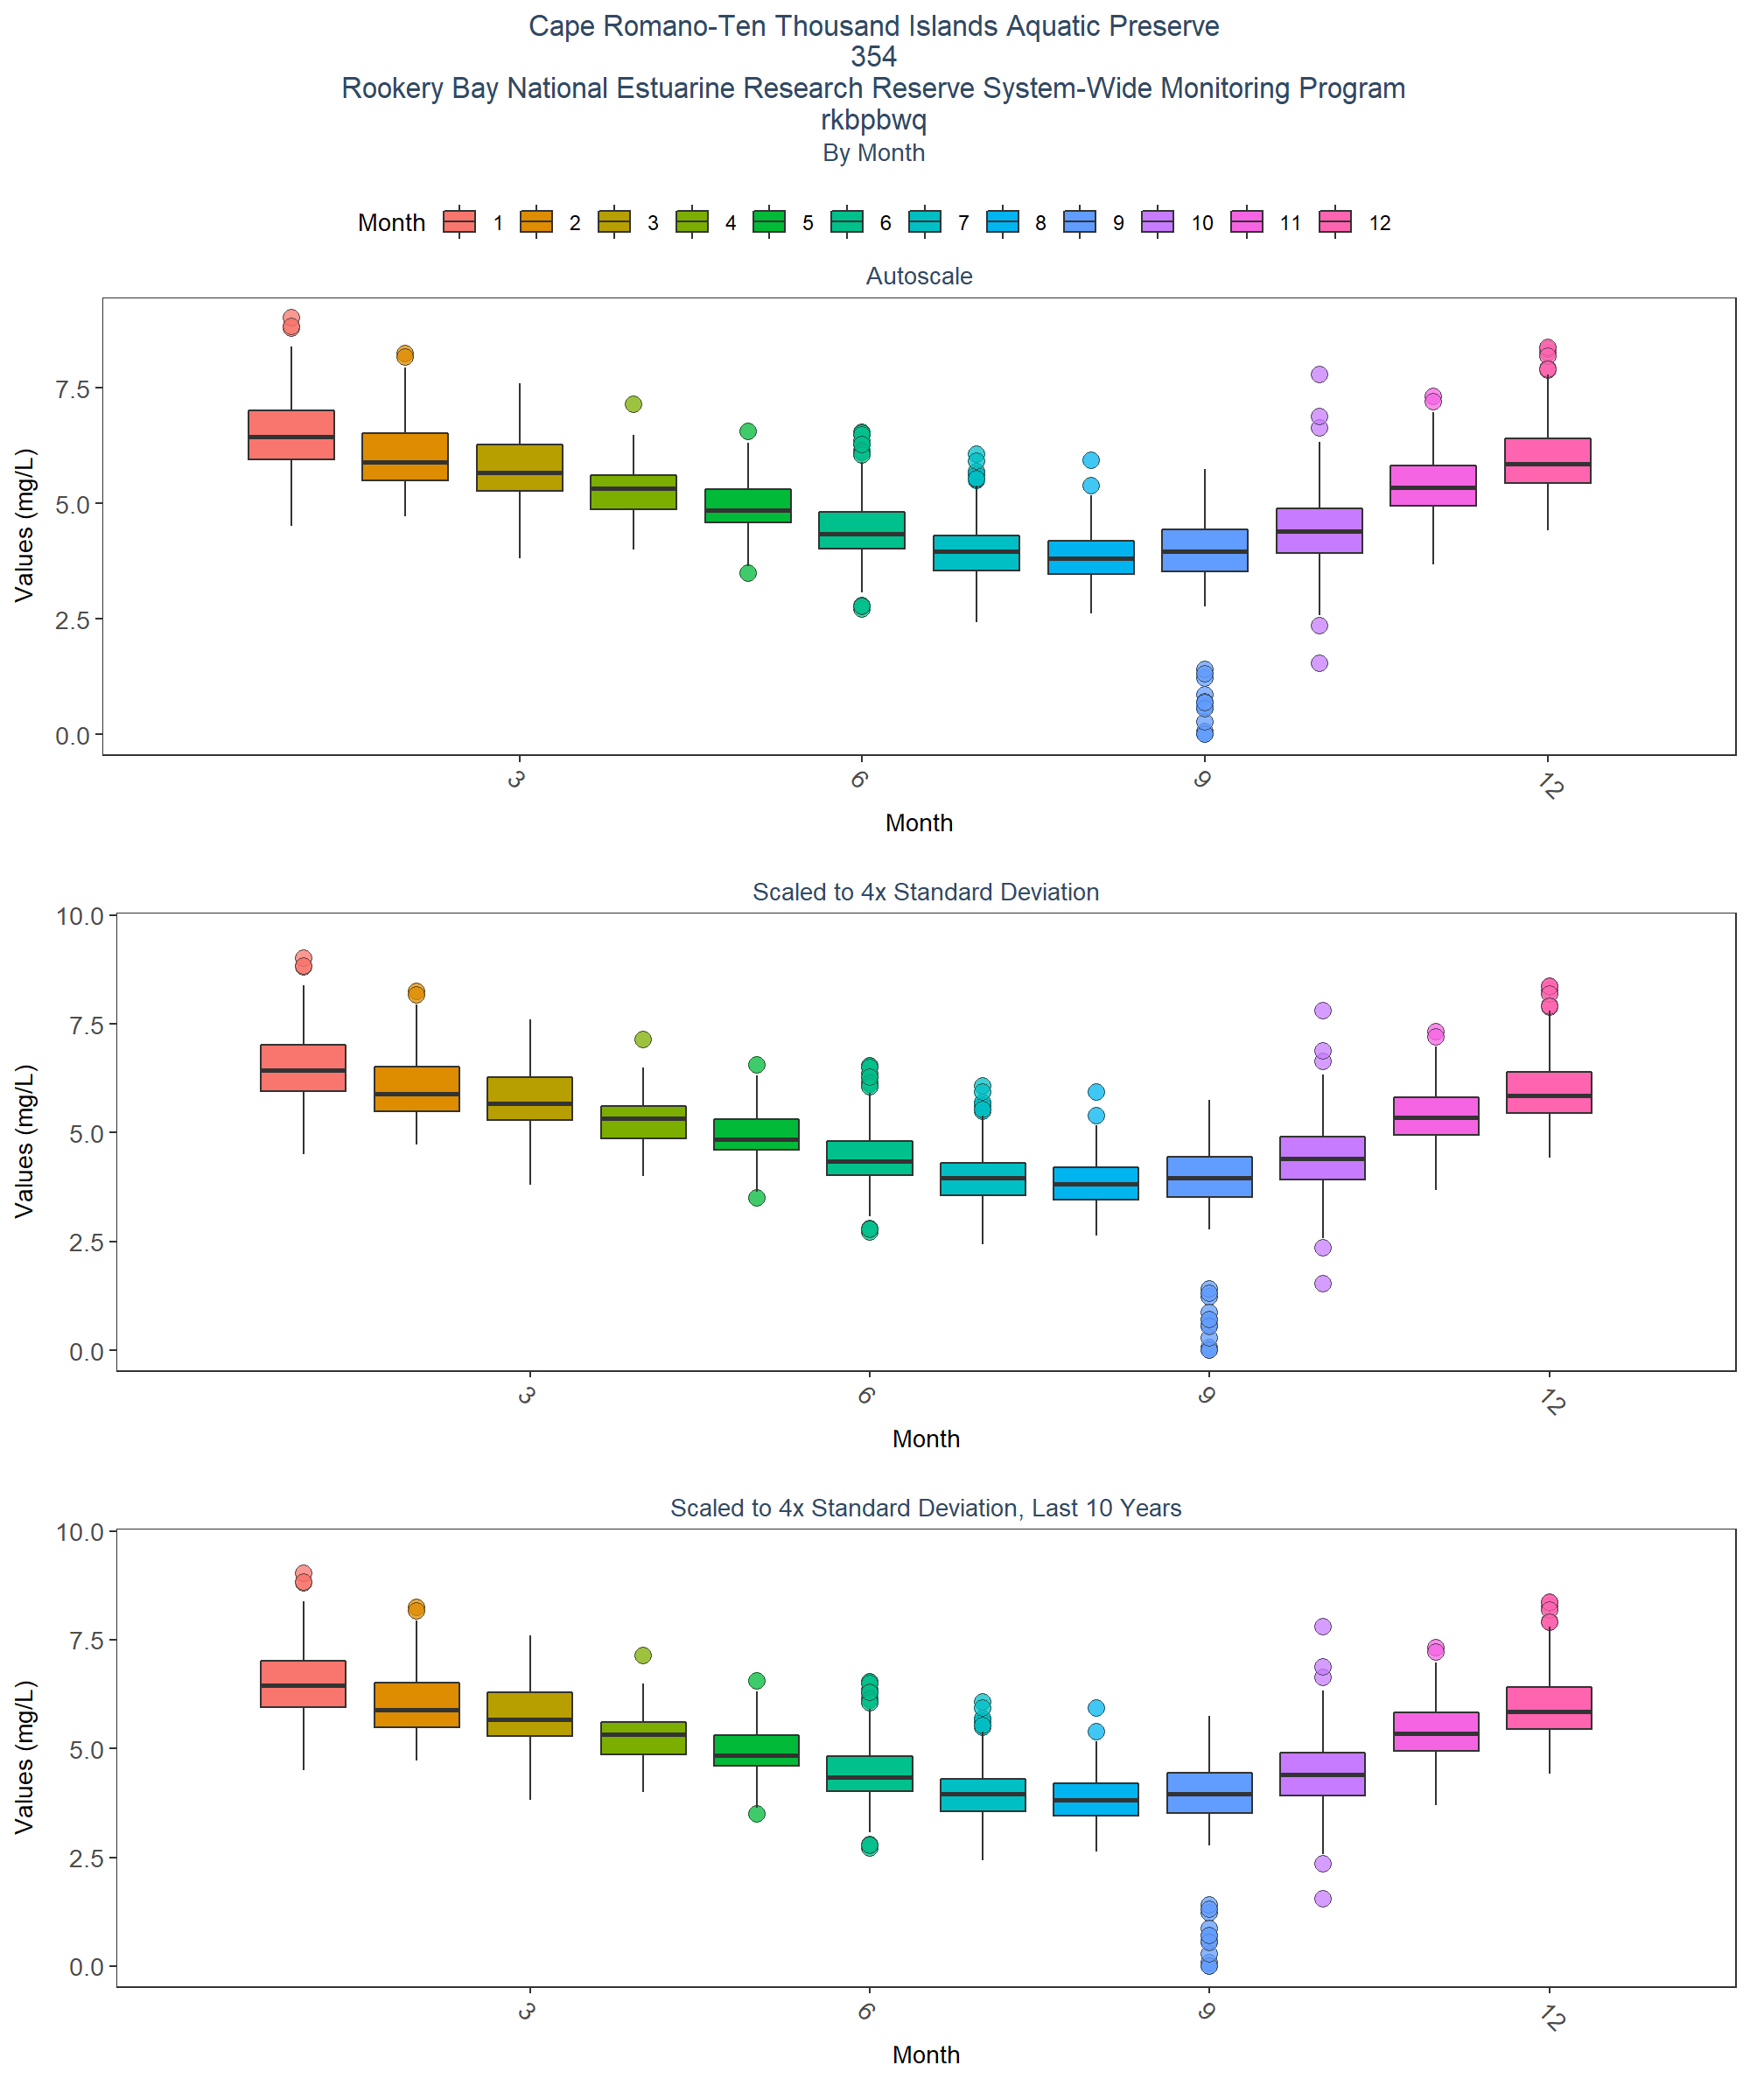 Cape Romano-Ten Thousand Islands Aquatic Preserve
354
Rookery Bay National Estuarine Research Reserve System-Wide Monitoring Program
rkbpbwq
By Month
Month 1 2 3 4 5 6 7 8 9 10 11 12
Autoscale
Values (mg/L)
7.5
5.0
2.5
0.0
3 6 9 12
Month
Scaled to 4x Standard Deviation
Values (mg/L)
10.0
7.5
5.0
2.5
0.0
3 6 9 12
Month
Scaled to 4x Standard Deviation, Last 10 Years
Values (mg/L)
10.0
7.5
5.0
2.5
0.0
3 6 9 12
Month